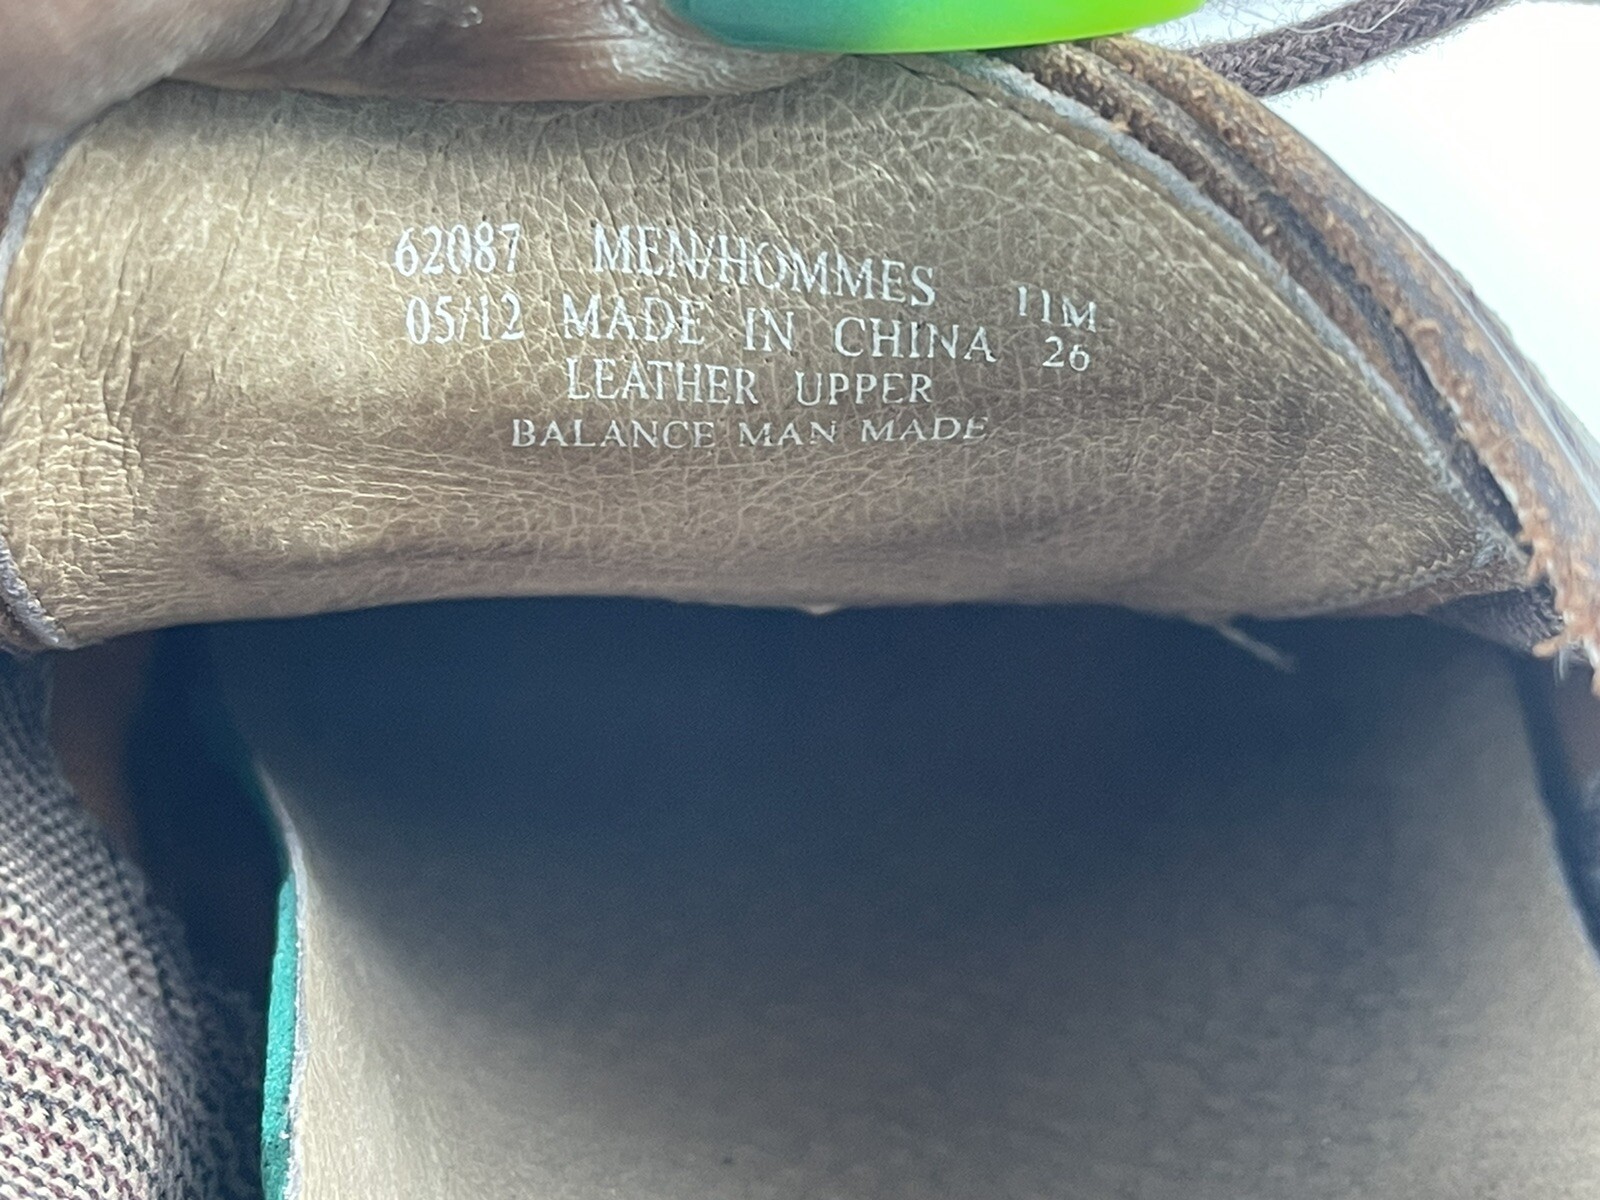 62087 MEN/HOMMES 11M
05/12 MADE IN CHINA 26
LEATHER UPPER
BALANCE MAN MADE